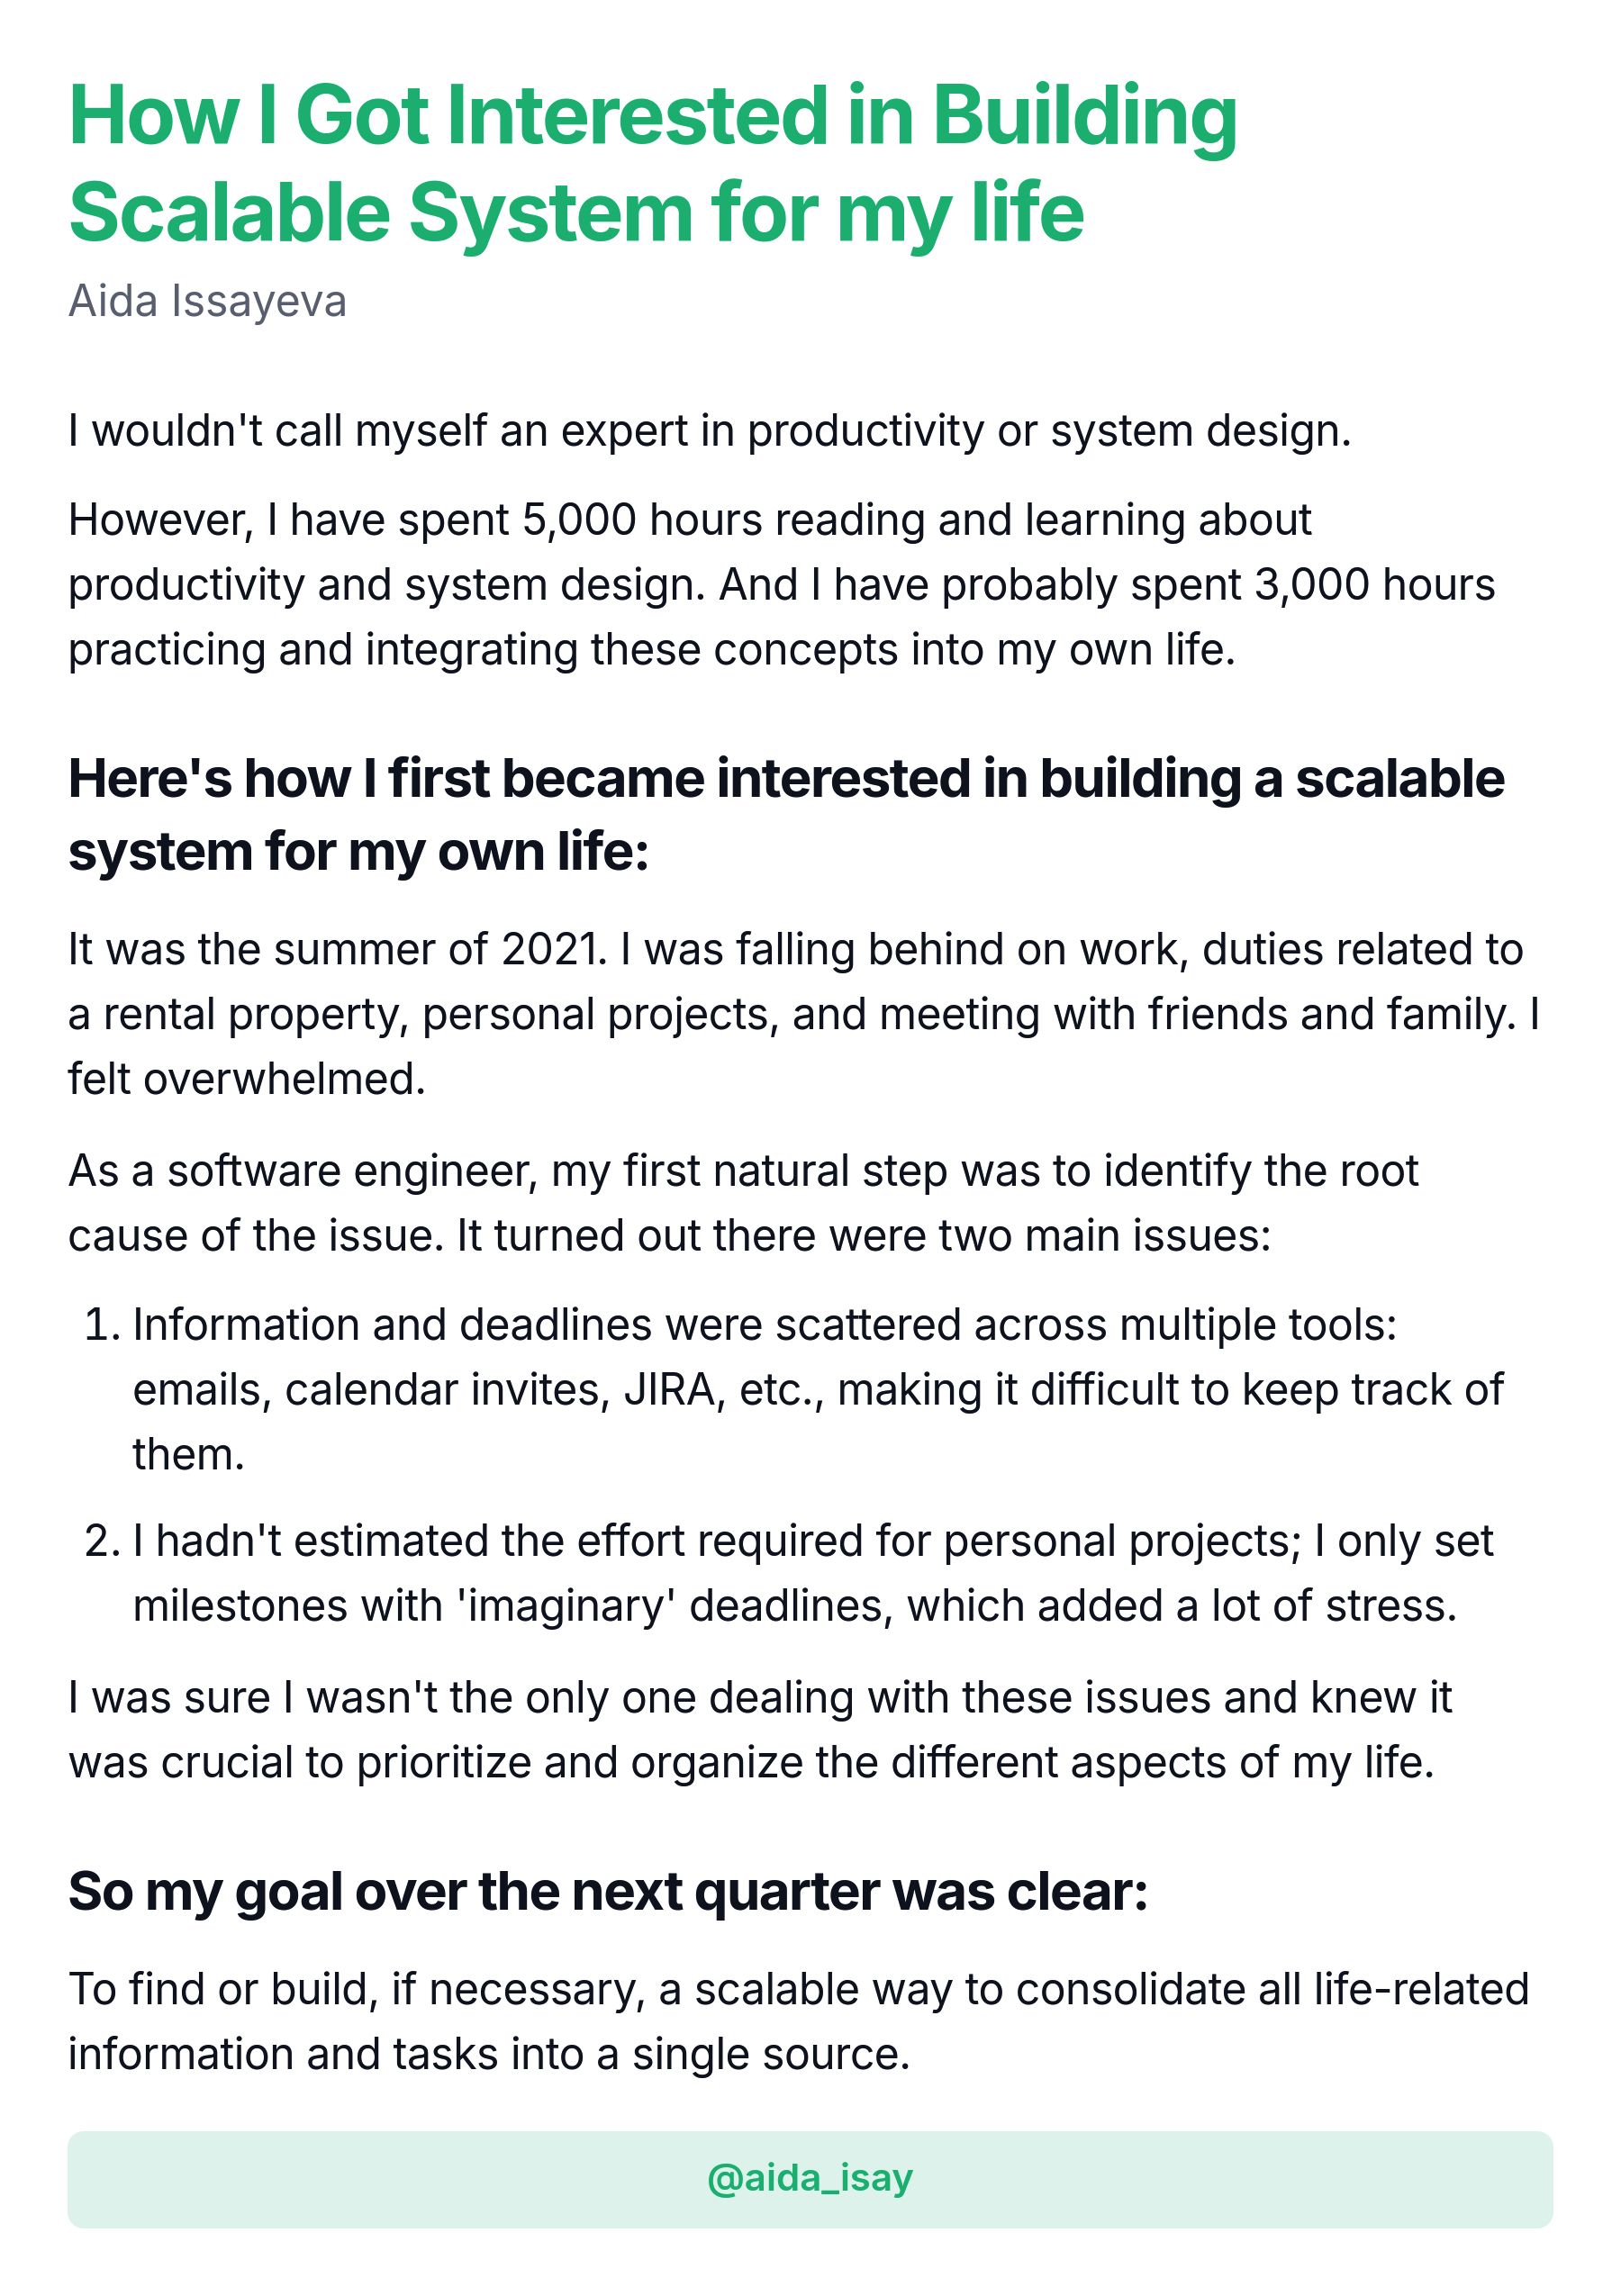 How I Got Interested in Building
Scalable System for my life
Aida Issayeva
I wouldn't call myself an expert in productivity or system design.
However, I have spent 5,000 hours reading and learning about
productivity and system design. And I have probably spent 3,000 hours
practicing and integrating these concepts into my own life.
Here's how I first became interested in building a scalable
system for my own life:
It was the summer of 2021. I was falling behind on work, duties related to
a rental property, personal projects, and meeting with friends and family. I
felt overwhelmed.
As a software engineer, my first natural step was to identify the root
cause of the issue. It turned out there were two main issues:
1. Information and deadlines were scattered across multiple tools:
emails, calendar invites, JIRA, etc., making it difficult to keep track of
them.
2. I hadn't estimated the effort required for personal projects; I only set
milestones with 'imaginary' deadlines, which added a lot of stress.
I was sure I wasn't the only one dealing with these issues and knew it
was crucial to prioritize and organize the different aspects of my life.
So my goal over the next quarter was clear:
To find or build, if necessary, a scalable way to consolidate all life-related
information and tasks into a single source.
@aida_isay